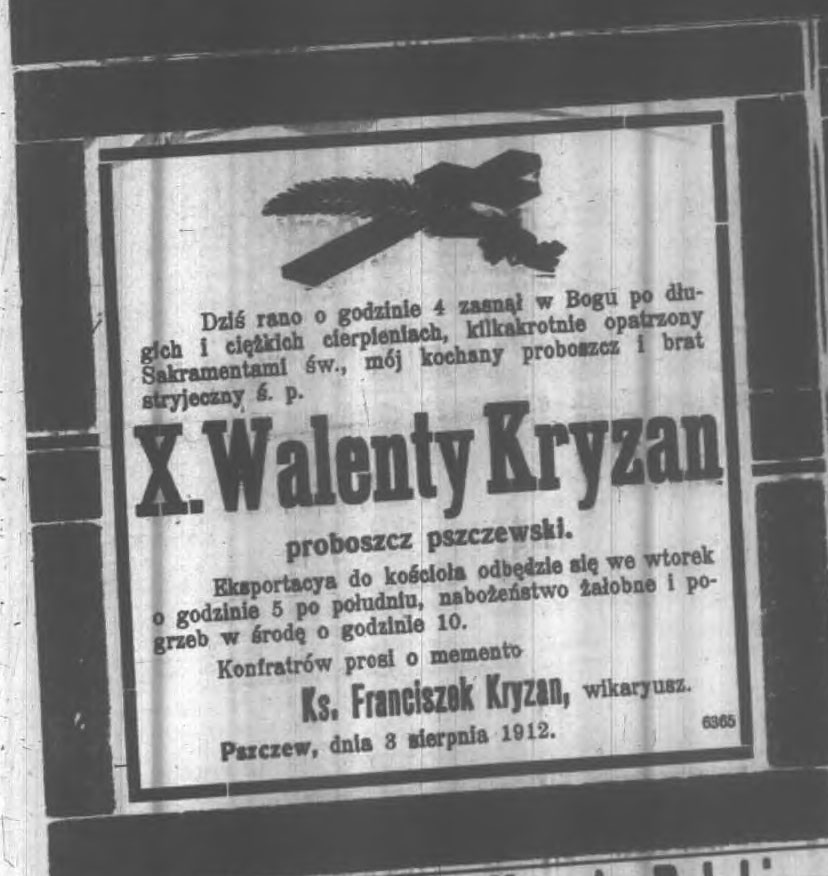 Dziś rano o godzinie 4 zasnął w Bogu po dłu-
gich i ciężkich cierpieniach, kilkakrotnie opatrzony
Sakramentami św., mój kochany proboszcz i brat
stryjeczny ś. p.
X. Walenty Kryzan
proboszcz pszczewski.
Eksportacya do kościoła odbędzie się we wtorek
o godzinie 5 po południu, nabożeństwo żałobne i po-
grzeb w środę o godzinie 10.
Konfratrów prosi o memento
Ks. Franciszek Kryzan, wikaryusz.
Pszczew, dnia 3 sierpnia 1912.
6365